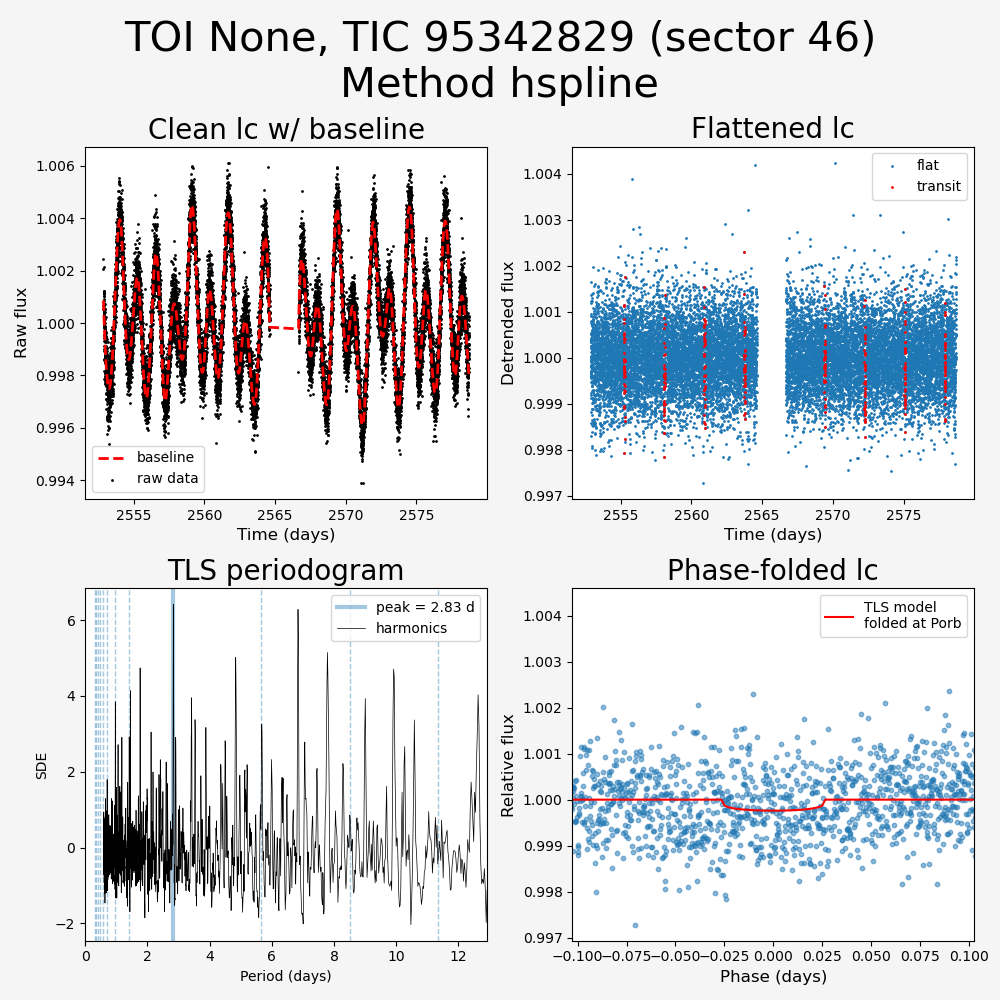 TOI None, TIC 95342829 (sector 46)
Method hspline
Clean lc w/ baseline
Raw flux
1.006
1.004
1.002
1.000
0.998
0.996
0.994
baseline
raw data
2555
2560
2565
2570
2575
Time (days)
Flattened lc
Detrended flux
1.004
1.003
1.002
1.001
1.000
0.999
0.998
0.997
flat
transit
2555
2560
2565
2570
2575
Time (days)
TLS periodogram
SDE
6
4
2
0
−2
peak = 2.83 d
harmonics
0
2
4
6
8
10
12
Period (days)
Phase-folded lc
Relative flux
1.004
1.003
1.002
1.001
1.000
0.999
0.998
0.997
TLS model
folded at Porb
−0.100
−0.075
−0.050
−0.025
0.000
0.025
0.050
0.075
0.100
Phase (days)